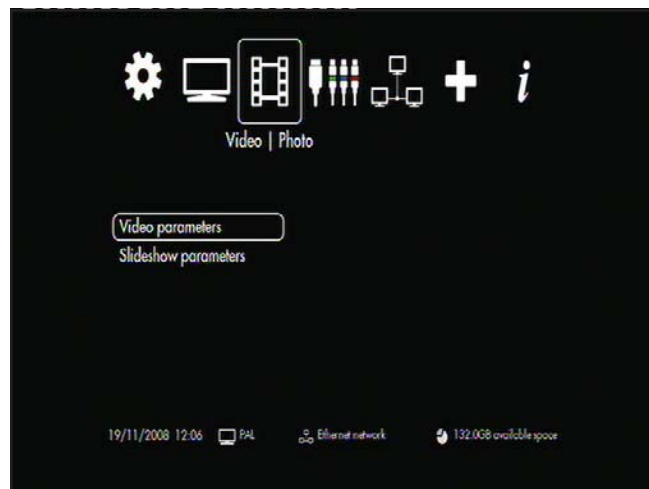 Video | Photo
Video parameters
Slideshow parameters
19/11/2008 12:06 PAL Ethernet network 132.0GB available space